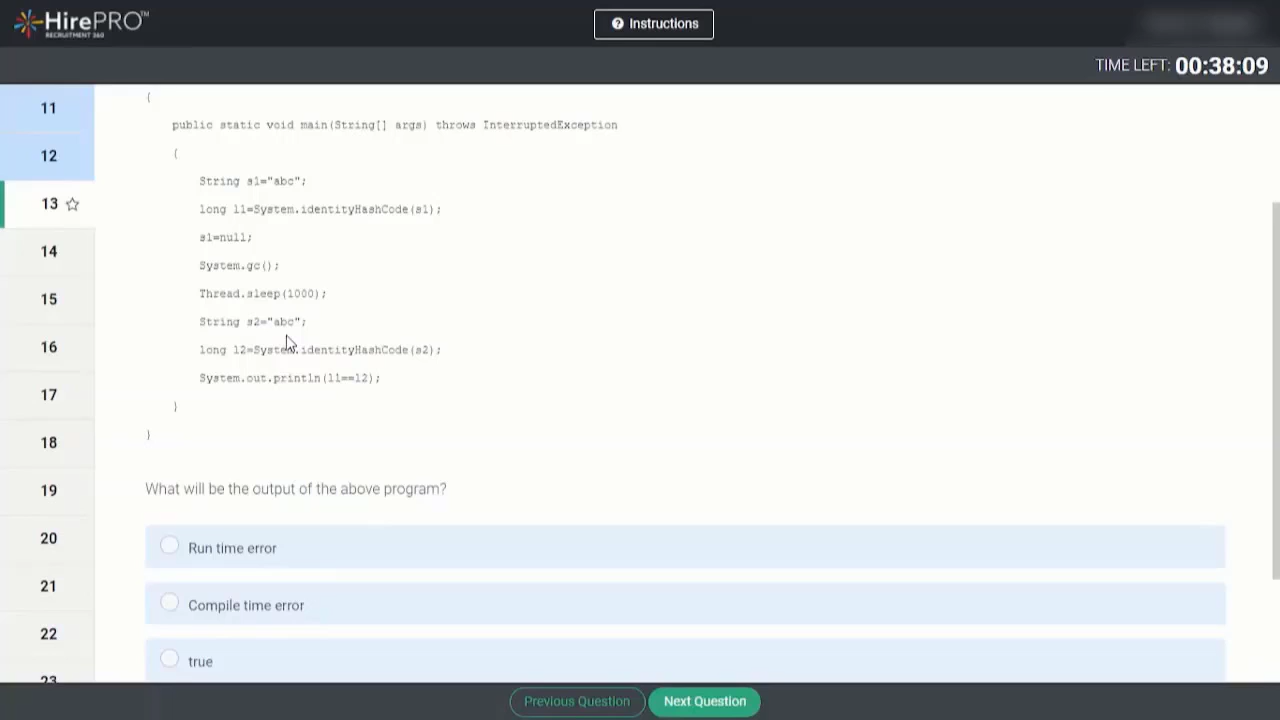 HirePRO™
RECRUITMENT 360
Instructions
TIME LEFT: 00:38:09
11
12
13
14
15
16
17
18
19
20
21
22
23
{
public static void main(String[] args) throws InterruptedException
{
String s1="abc";
long l1=System.identityHashCode(s1);
s1=null;
System.gc();
Thread.sleep(1000);
String s2="abc";
long l2=System.identityHashCode(s2);
System.out.println(l1==l2);
}
}
What will be the output of the above program?
Run time error
Compile time error
true
Previous Question
Next Question